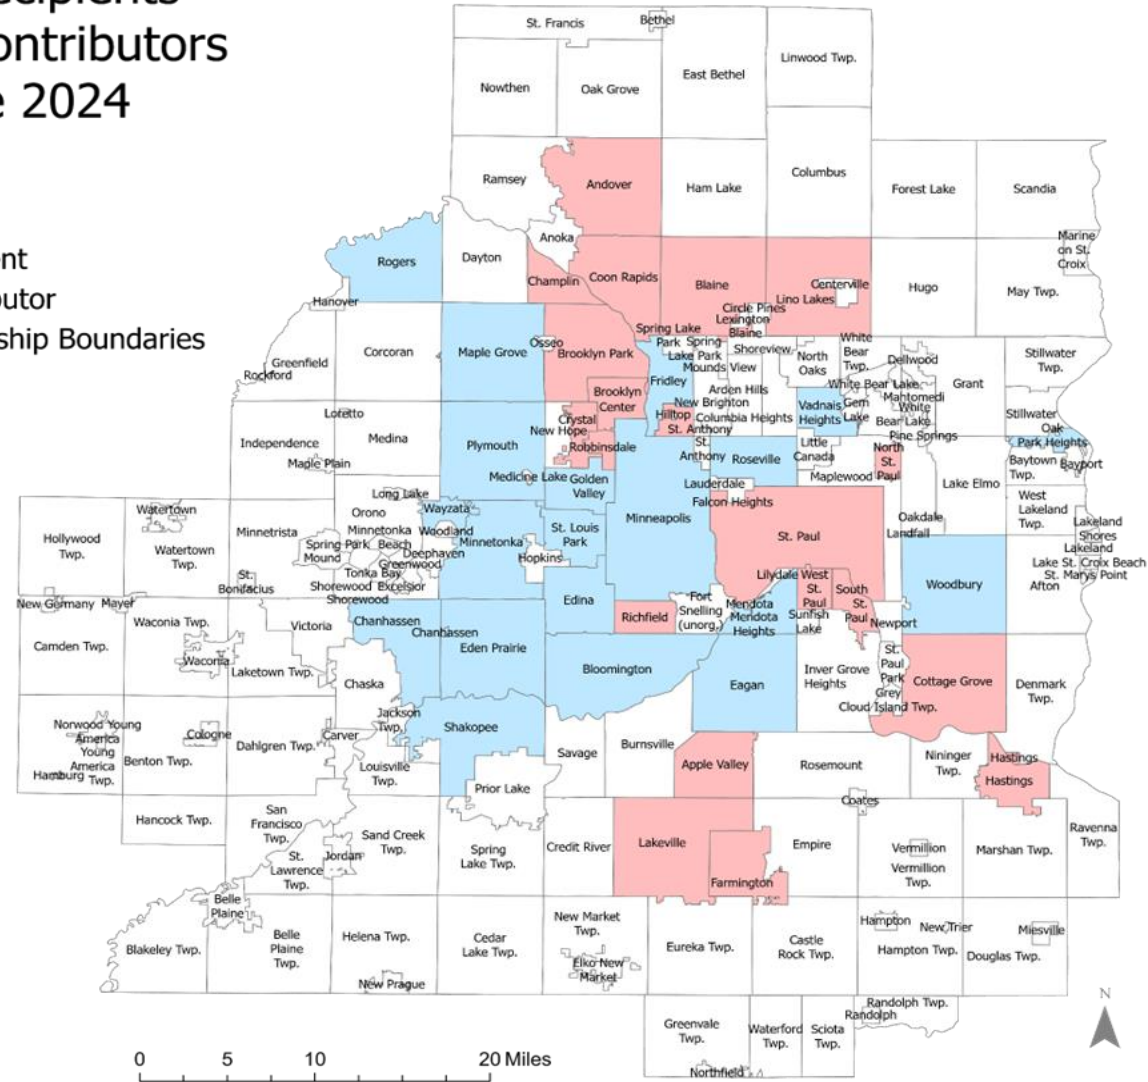 ecipients
ontributors
e 2024
nt
butor
ship Boundaries
St. Francis
Bethel
Linwood Twp.
Nowthen
Oak Grove
East Bethel
Ramsey
Andover
Ham Lake
Columbus
Forest Lake
Scandia
Anoka
Marine
on St.
Croix
Rogers
Dayton
Champlin
Coon Rapids
Blaine
Centerville
Lino Lakes
Hugo
May Twp.
Hanover
Circle Pines
Lexington
Blaine
Corcoran
Maple Grove
Osseo
Brooklyn Park
Spring Lake
Park
Spring
Lake Park
Mounds View
Shoreview
North
Oaks
White
Bear
Twp.
Dellwood
Stillwater
Twp.
Greenfield
Rockford
Fridley
Arden Hills
White Bear Lake
Mahtomedi
Grant
Brooklyn
Center
New Brighton
Columbia Heights
Vadnais
Heights
Gem
Lake
White
Bear Lake
Loretto
Crystal
New Hope
Hilltop
St. Anthony
Stillwater
Oak
Park Heights
Independence
Medina
Plymouth
Robbinsdale
St.
Anthony
Roseville
Little
Canada
Pine Springs
North
St.
Paul
Maplewood
Baytown
Twp.
Bayport
Maple Plain
Medicine Lake
Golden
Valley
Lauderdale
Lake Elmo
Long Lake
Falcon Heights
West
Lakeland
Twp.
Watertown
Orono
Wayzata
Hollywood
Twp.
Watertown
Twp.
Minnetrista
Minnetonka
Beach
Woodland
Minnetonka
St. Louis
Park
Minneapolis
St. Paul
Oakdale
Landfall
Lakeland
Shores
Lakeland
Spring Park
Mound
Deephaven
Greenwood
Hopkins
Lake St. Croix Beach
St. Marys Point
Afton
St.
Bonifacius
Tonka Bay
Shorewood
Excelsior
Shorewood
Lilydale
West
St.
Paul
South
St.
Paul
Woodbury
New Germany
Mayer
Waconia Twp.
Victoria
Chanhassen
Chanhassen
Edina
Richfield
Fort
Snelling
(unorg.)
Mendota
Mendota
Heights
Sunfish
Lake
Newport
Camden Twp.
Waconia
Laketown Twp.
Eden Prairie
Bloomington
Inver Grove
Heights
St.
Paul
Park
Grey
Cloud Island Twp.
Cottage Grove
Denmark
Twp.
Chaska
Eagan
Norwood Young
America
Young
America
Twp.
Cologne
Dahlgren Twp.
Carver
Jackson
Twp.
Shakopee
Savage
Burnsville
Hamburg
Benton Twp.
Louisville
Twp.
Prior Lake
Apple Valley
Rosemount
Nininger
Twp.
Hastings
Hastings
Hancock Twp.
San
Francisco
Twp.
Coates
St.
Lawrence
Twp.
Jordan
Sand Creek
Twp.
Spring
Lake Twp.
Credit River
Lakeville
Empire
Vermillion
Vermillion
Twp.
Marshan Twp.
Ravenna
Twp.
Farmington
Belle
Plaine
Blakeley Twp.
Belle
Plaine
Twp.
Helena Twp.
Cedar
Lake Twp.
New Market
Twp.
Elko New
Market
Eureka Twp.
Castle
Rock Twp.
Hampton
New Trier
Hampton Twp.
Miesville
Douglas Twp.
New Prague
Randolph Twp.
Randolph
Greenvale
Twp.
Waterford
Twp.
Sciota
Twp.
Northfield
N
0 5 10 20 Miles